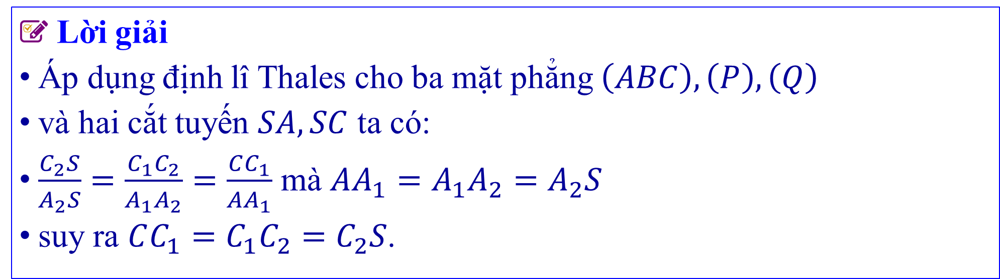 Lời giải
• Áp dụng định lî Thales cho ba mặt phẳng (ABC), (P), (Q)
• và hai cắt tuyến SA, SC ta có:
• \frac{C_2S}{A_2S} = \frac{C_1C_2}{A_1A_2} = \frac{CC_1}{AA_1} mà AA_1 = A_1A_2 = A_2S
• suy ra CC_1 = C_1C_2 = C_2S.